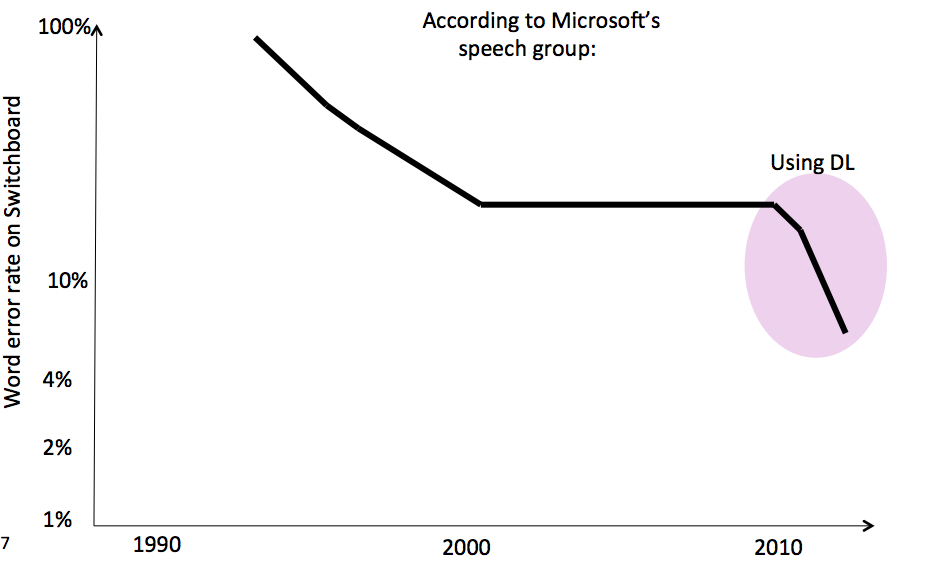 According to Microsoft's
speech group:
100%
Word error rate on Switchboard
Using DL
10%
4%
2%
1%
7
1990
2000
2010